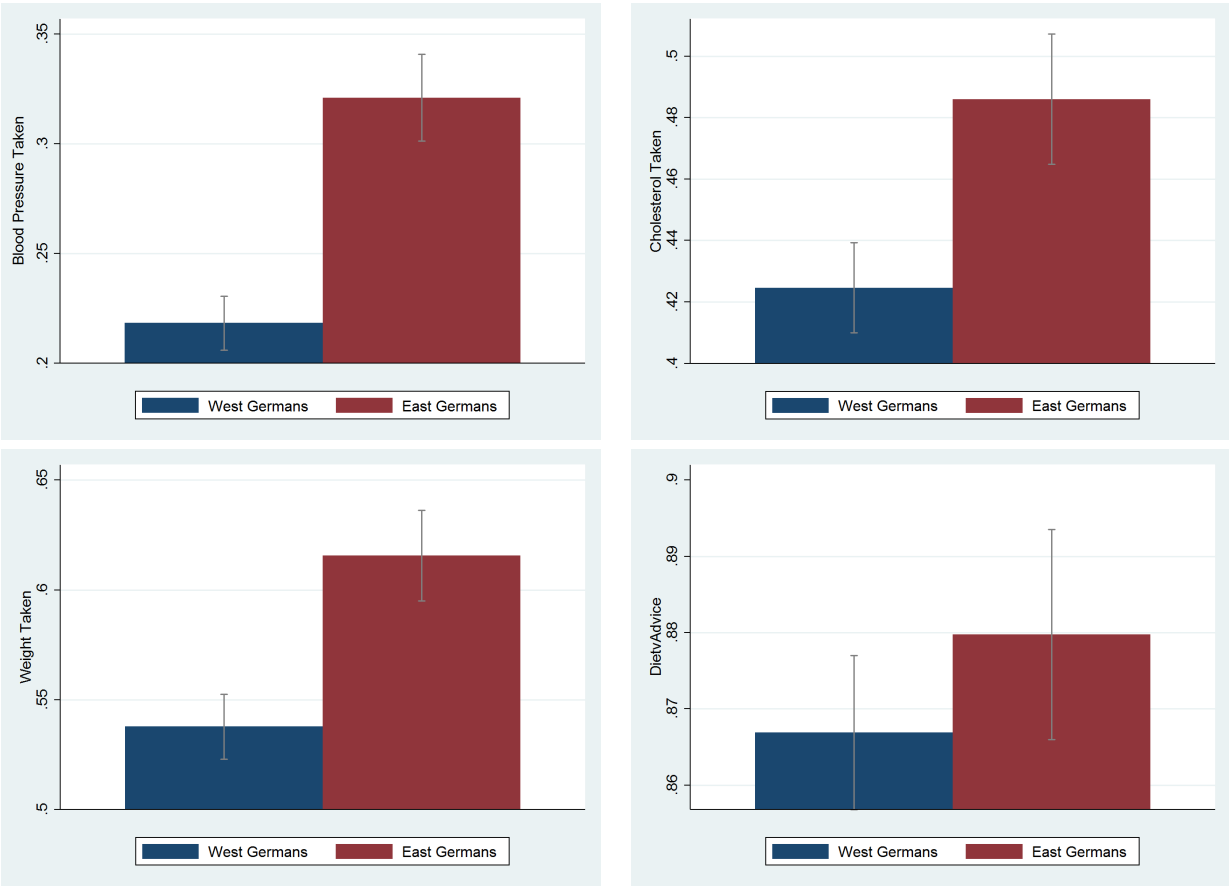 Blood Pressure Taken
.35
.3
.25
.2
West Germans East Germans
Cholesterol Taken
.5
.48
.46
.44
.42
.4
West Germans East Germans
Weight Taken
.65
.6
.55
.5
West Germans East Germans
DietvAdvice
.9
.89
.88
.87
.86
West Germans East Germans